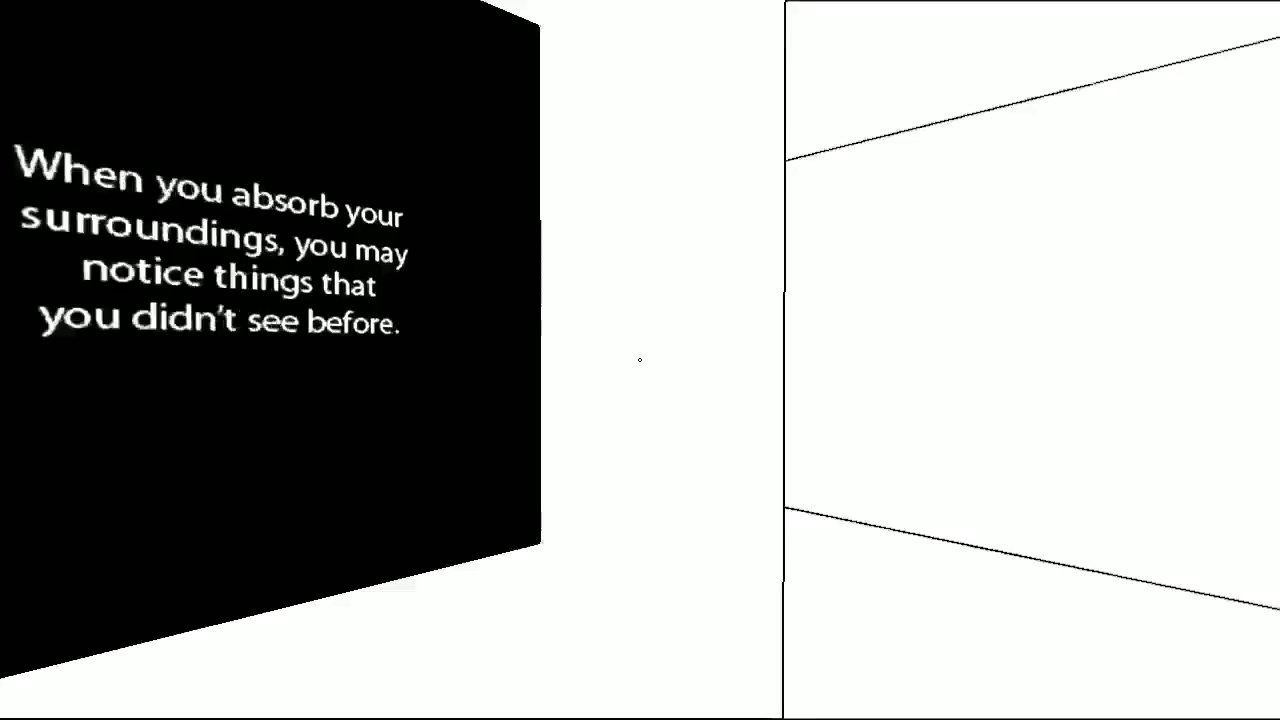 When you absorb your
surroundings, you may
notice things that
you didn't see before.